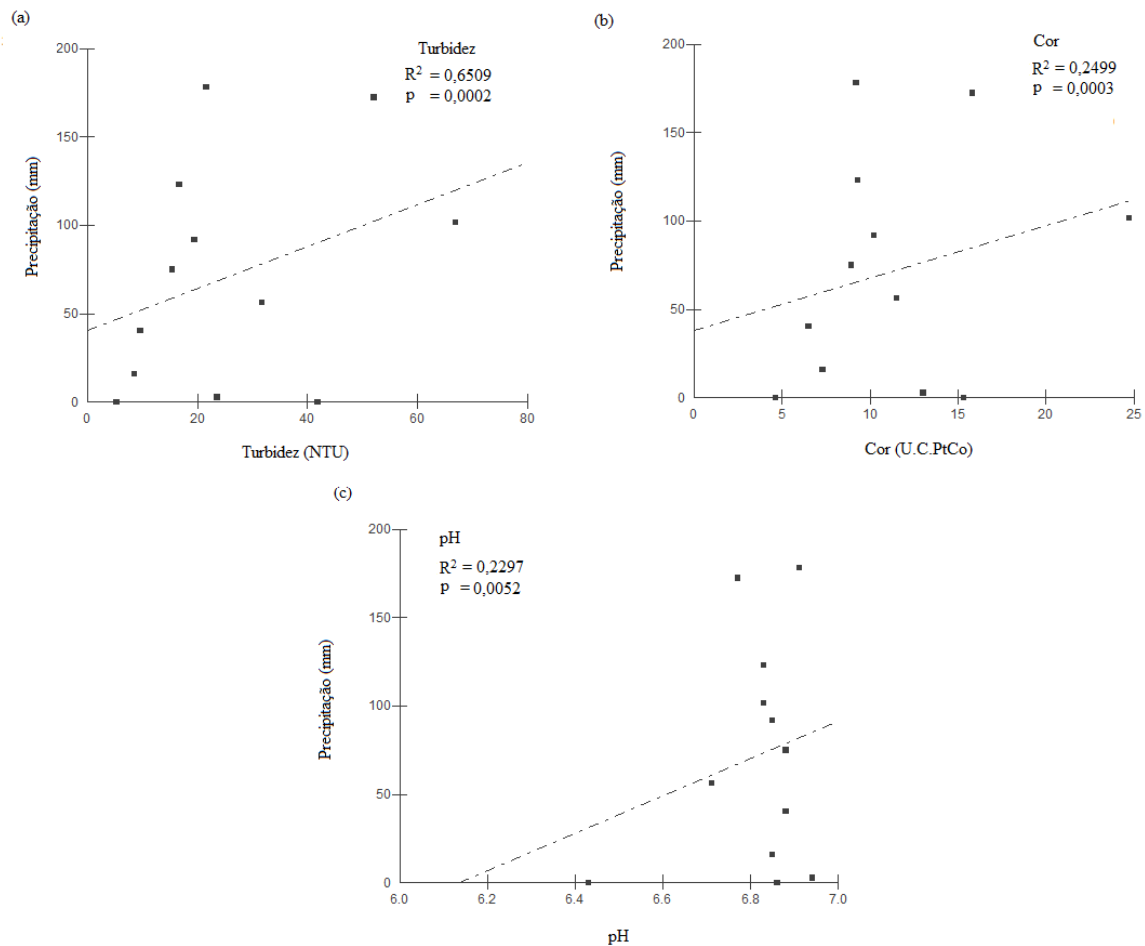 (a)
Turbidez
R² = 0,6509
p = 0,0002
200
150
100
50
0
Precipitação (mm)
0 20 40 60 80
Turbidez (NTU)
(b)
Cor
R² = 0,2499
p = 0,0003
200
150
100
50
0
Precipitação (mm)
0 5 10 15 20 25
Cor (U.C.PtCo)
(c)
pH
R² = 0,2297
p = 0,0052
200
150
100
50
0
Precipitação (mm)
6.0 6.2 6.4 6.6 6.8 7.0
pH